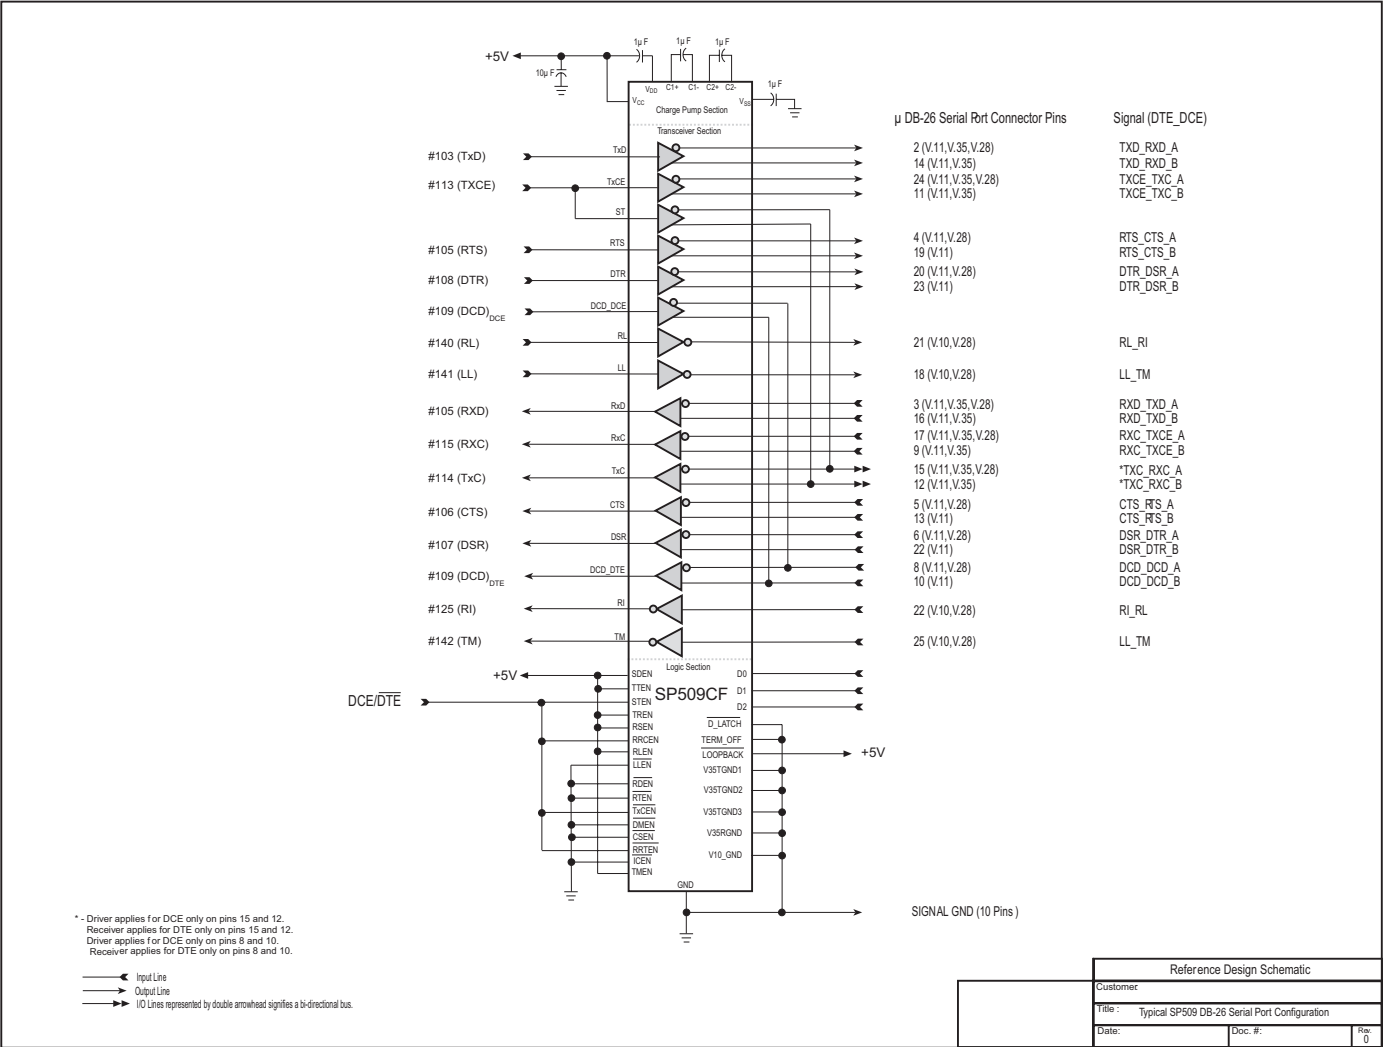 +5V
1µ F
1µ F
1µ F
10µ F
1µ F
VDD C1+ C1- C2+ C2-
VCC
VSS
Charge Pump Section
Transceiver Section
µ DB-26 Serial Port Connector Pins Signal (DTE_DCE)
#103 (TxD) TxD 2 (V.11,V.35,V.28) TXD_RXD_A
14 (V.11,V.35) TXD_RXD_B
#113 (TXCE) TxCE 24 (V.11,V.35,V.28) TXCE_TXC_A
11 (V.11,V.35) TXCE_TXC_B
ST
#105 (RTS) RTS 4 (V.11,V.28) RTS_CTS_A
19 (V.11) RTS_CTS_B
#108 (DTR) DTR 20 (V.11,V.28) DTR_DSR_A
23 (V.11) DTR_DSR_B
#109 (DCD)DCE DCD_DCE
#140 (RL) RL 21 (V.10,V.28) RL_RI
#141 (LL) LL 18 (V.10,V.28) LL_TM
#105 (RXD) RxD 3 (V.11,V.35,V.28) RXD_TXD_A
16 (V.11,V.35) RXD_TXD_B
#115 (RXC) RxC 17 (V.11,V.35,V.28) RXC_TXCE_A
9 (V.11,V.35) RXC_TXCE_B
#114 (TxC) TxC 15 (V.11,V.35,V.28) *TXC_RXC_A
12 (V.11,V.35) *TXC_RXC_B
#106 (CTS) CTS 5 (V.11,V.28) CTS_RTS_A
13 (V.11) CTS_RTS_B
#107 (DSR) DSR 6 (V.11,V.28) DSR_DTR_A
22 (V.11) DSR_DTR_B
#109 (DCD)DTE DCD_DTE 8 (V.11,V.28) DCD_DCD_A
10 (V.11) DCD_DCD_B
#125 (RI) RI 22 (V.10,V.28) RI_RL
#142 (TM) TM 25 (V.10,V.28) LL_TM
Logic Section
+5V SDEN D0
TTEN SP509CF D1
DCE/DTE STEN D2
TREN
RSEN D_LATCH
RRCEN TERM_OFF
RLEN LOOPBACK +5V
LLEN V35TGND1
RDEN V35TGND2
RTEN
TxCEN V35TGND3
DMEN
CSEN V35RGND
RRTEN
ICEN V10_GND
TMEN
GND
SIGNAL GND (10 Pins )
* - Driver applies for DCE only on pins 15 and 12.
Receiver applies for DTE only on pins 15 and 12.
Driver applies for DCE only on pins 8 and 10.
Receiver applies for DTE only on pins 8 and 10.
Input Line
Output Line
I/O Lines represented by double arrowhead signifies a bi-directional bus.
Reference Design Schematic
Customer:
Title : Typical SP509 DB-26 Serial Port Configuration
Date: Doc. #: Rev.
0